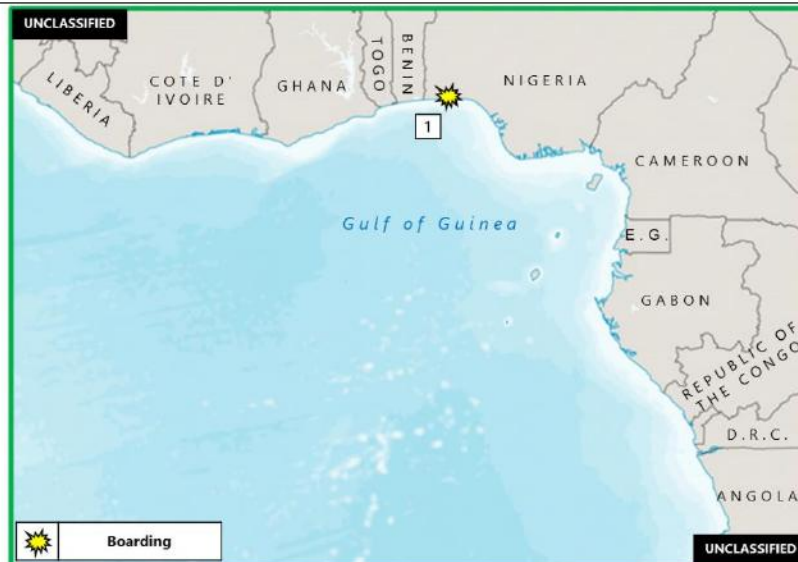 UNCLASSIFIED
LIBERIA
COTE D'
IVOIRE
GHANA
TOGO
BENIN
NIGERIA
1
CAMEROON
Gulf of Guinea
E.G.
GABON
REPUBLIC OF
THE CONGO
D.R.C.
ANGOLA
Boarding
UNCLASSIFIED